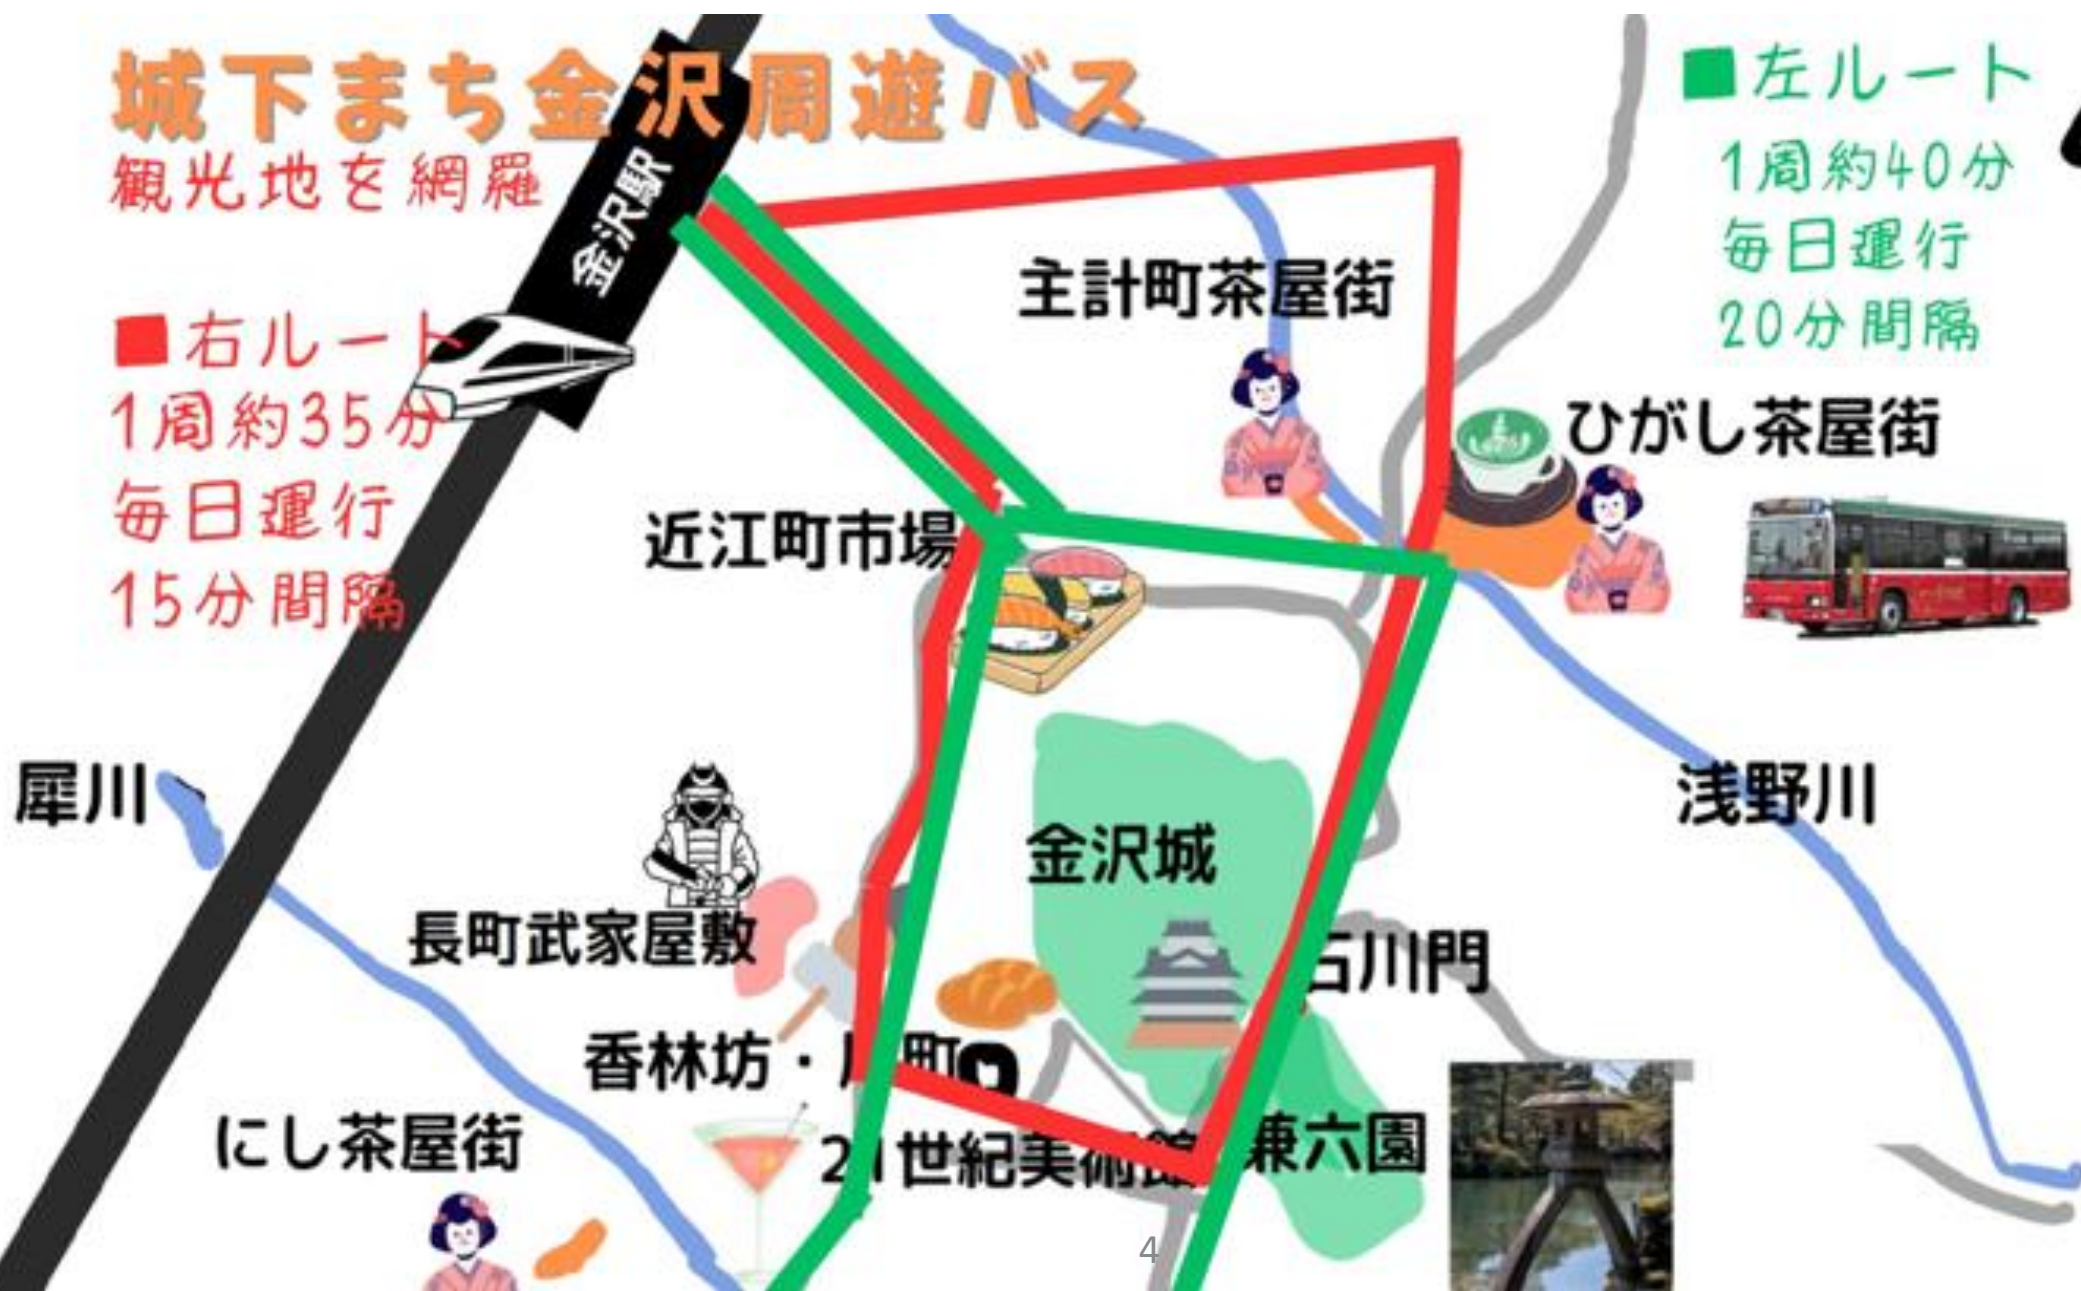 城下まち金沢周遊バス
観光地を網羅
金沢駅
■右ルート
1周約35分
毎日運行
15分間隔
■左ルート
1周約40分
毎日運行
20分間隔
主計町茶屋街
ひがし茶屋街
近江町市場
犀川
浅野川
金沢城
長町武家屋敷
石川門
香林坊・片町
にし茶屋街
21世紀美術館
兼六園
4